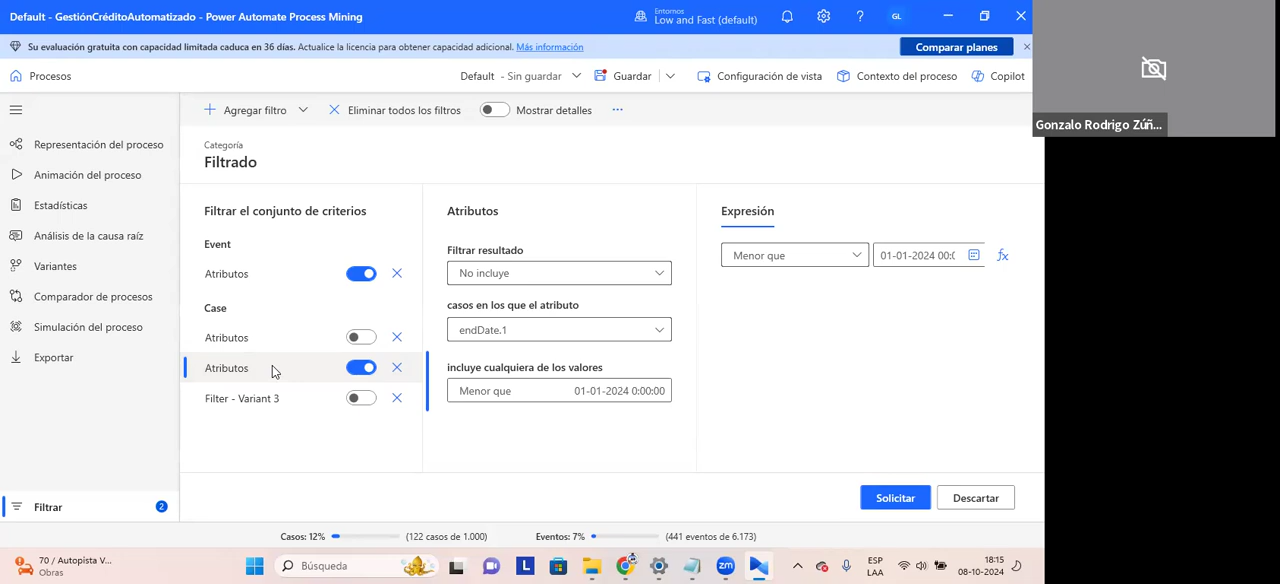 Default - GestiónCréditoAutomatizado - Power Automate Process Mining
Entornos
Low and Fast (default)
GL
Su evaluación gratuita con capacidad limitada caduca en 36 días. Actualice la licencia para obtener capacidad adicional. Más información
Comparar planes
Procesos
Default - Sin guardar
Guardar
Configuración de vista
Contexto del proceso
Copilot
Agregar filtro
Eliminar todos los filtros
Mostrar detalles
Gonzalo Rodrigo Zúñ...
Representación del proceso
Animación del proceso
Estadísticas
Análisis de la causa raíz
Variantes
Comparador de procesos
Simulación del proceso
Exportar
Filtrar
2
Categoría
Filtrado
Filtrar el conjunto de criterios
Event
Atributos
Case
Atributos
Atributos
Filter - Variant 3
Atributos
Filtrar resultado
No incluye
casos en los que el atributo
endDate.1
incluye cualquiera de los valores
Menor que 01-01-2024 0:00:00
Expresión
Menor que
01-01-2024 00:0
fx
Solicitar
Descartar
Casos: 12% (122 casos de 1.000)
Eventos: 7% (441 eventos de 6.173)
70 / Autopista V...
Obras
Búsqueda
L
zm
ESP
LAA
18:15
08-10-2024